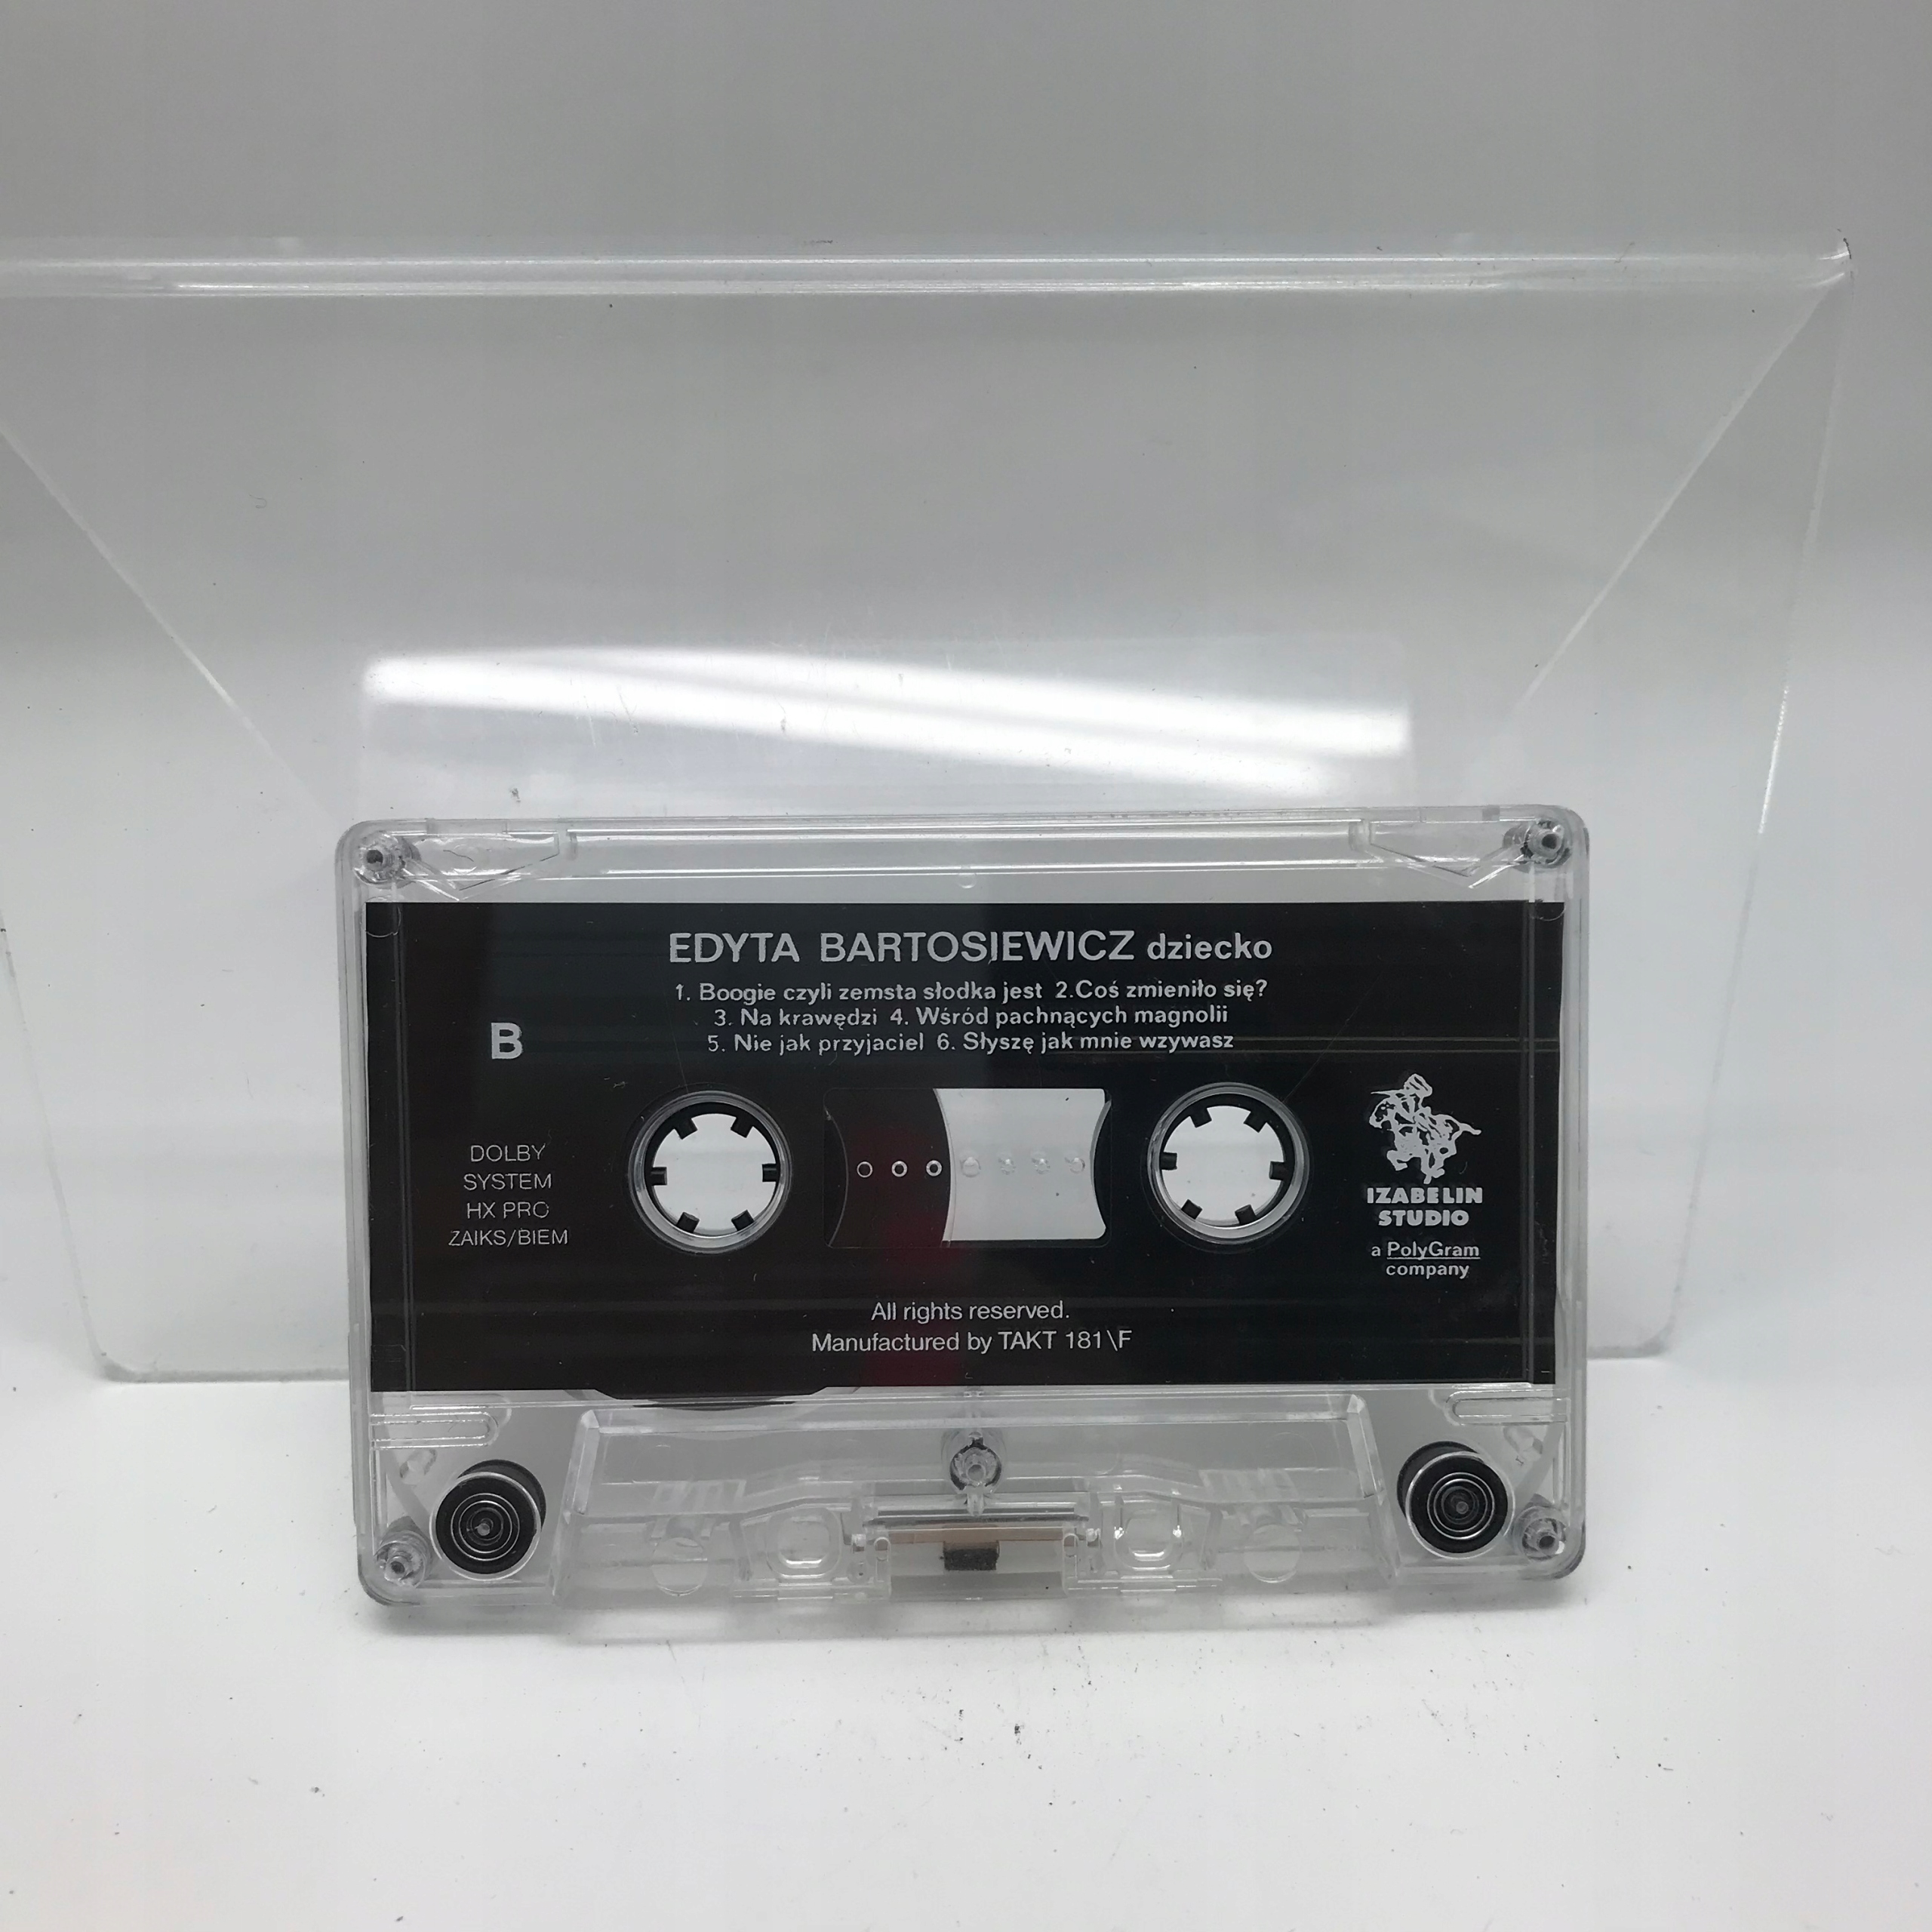 EDYTA BARTOSIEWICZ dziecko
1. Boogie czyli zemsta słodka jest 2.Coś zmieniło się?
3. Na krawędzi 4. Wśród pachnących magnolii
5. Nie jak przyjaciel 6. Słyszę jak mnie wzywasz
B
DOLBY
SYSTEM
HX PRO
ZAIKS/BIEM
IZABELIN
STUDIO
a PolyGram
company
All rights reserved.
Manufactured by TAKT 181\F